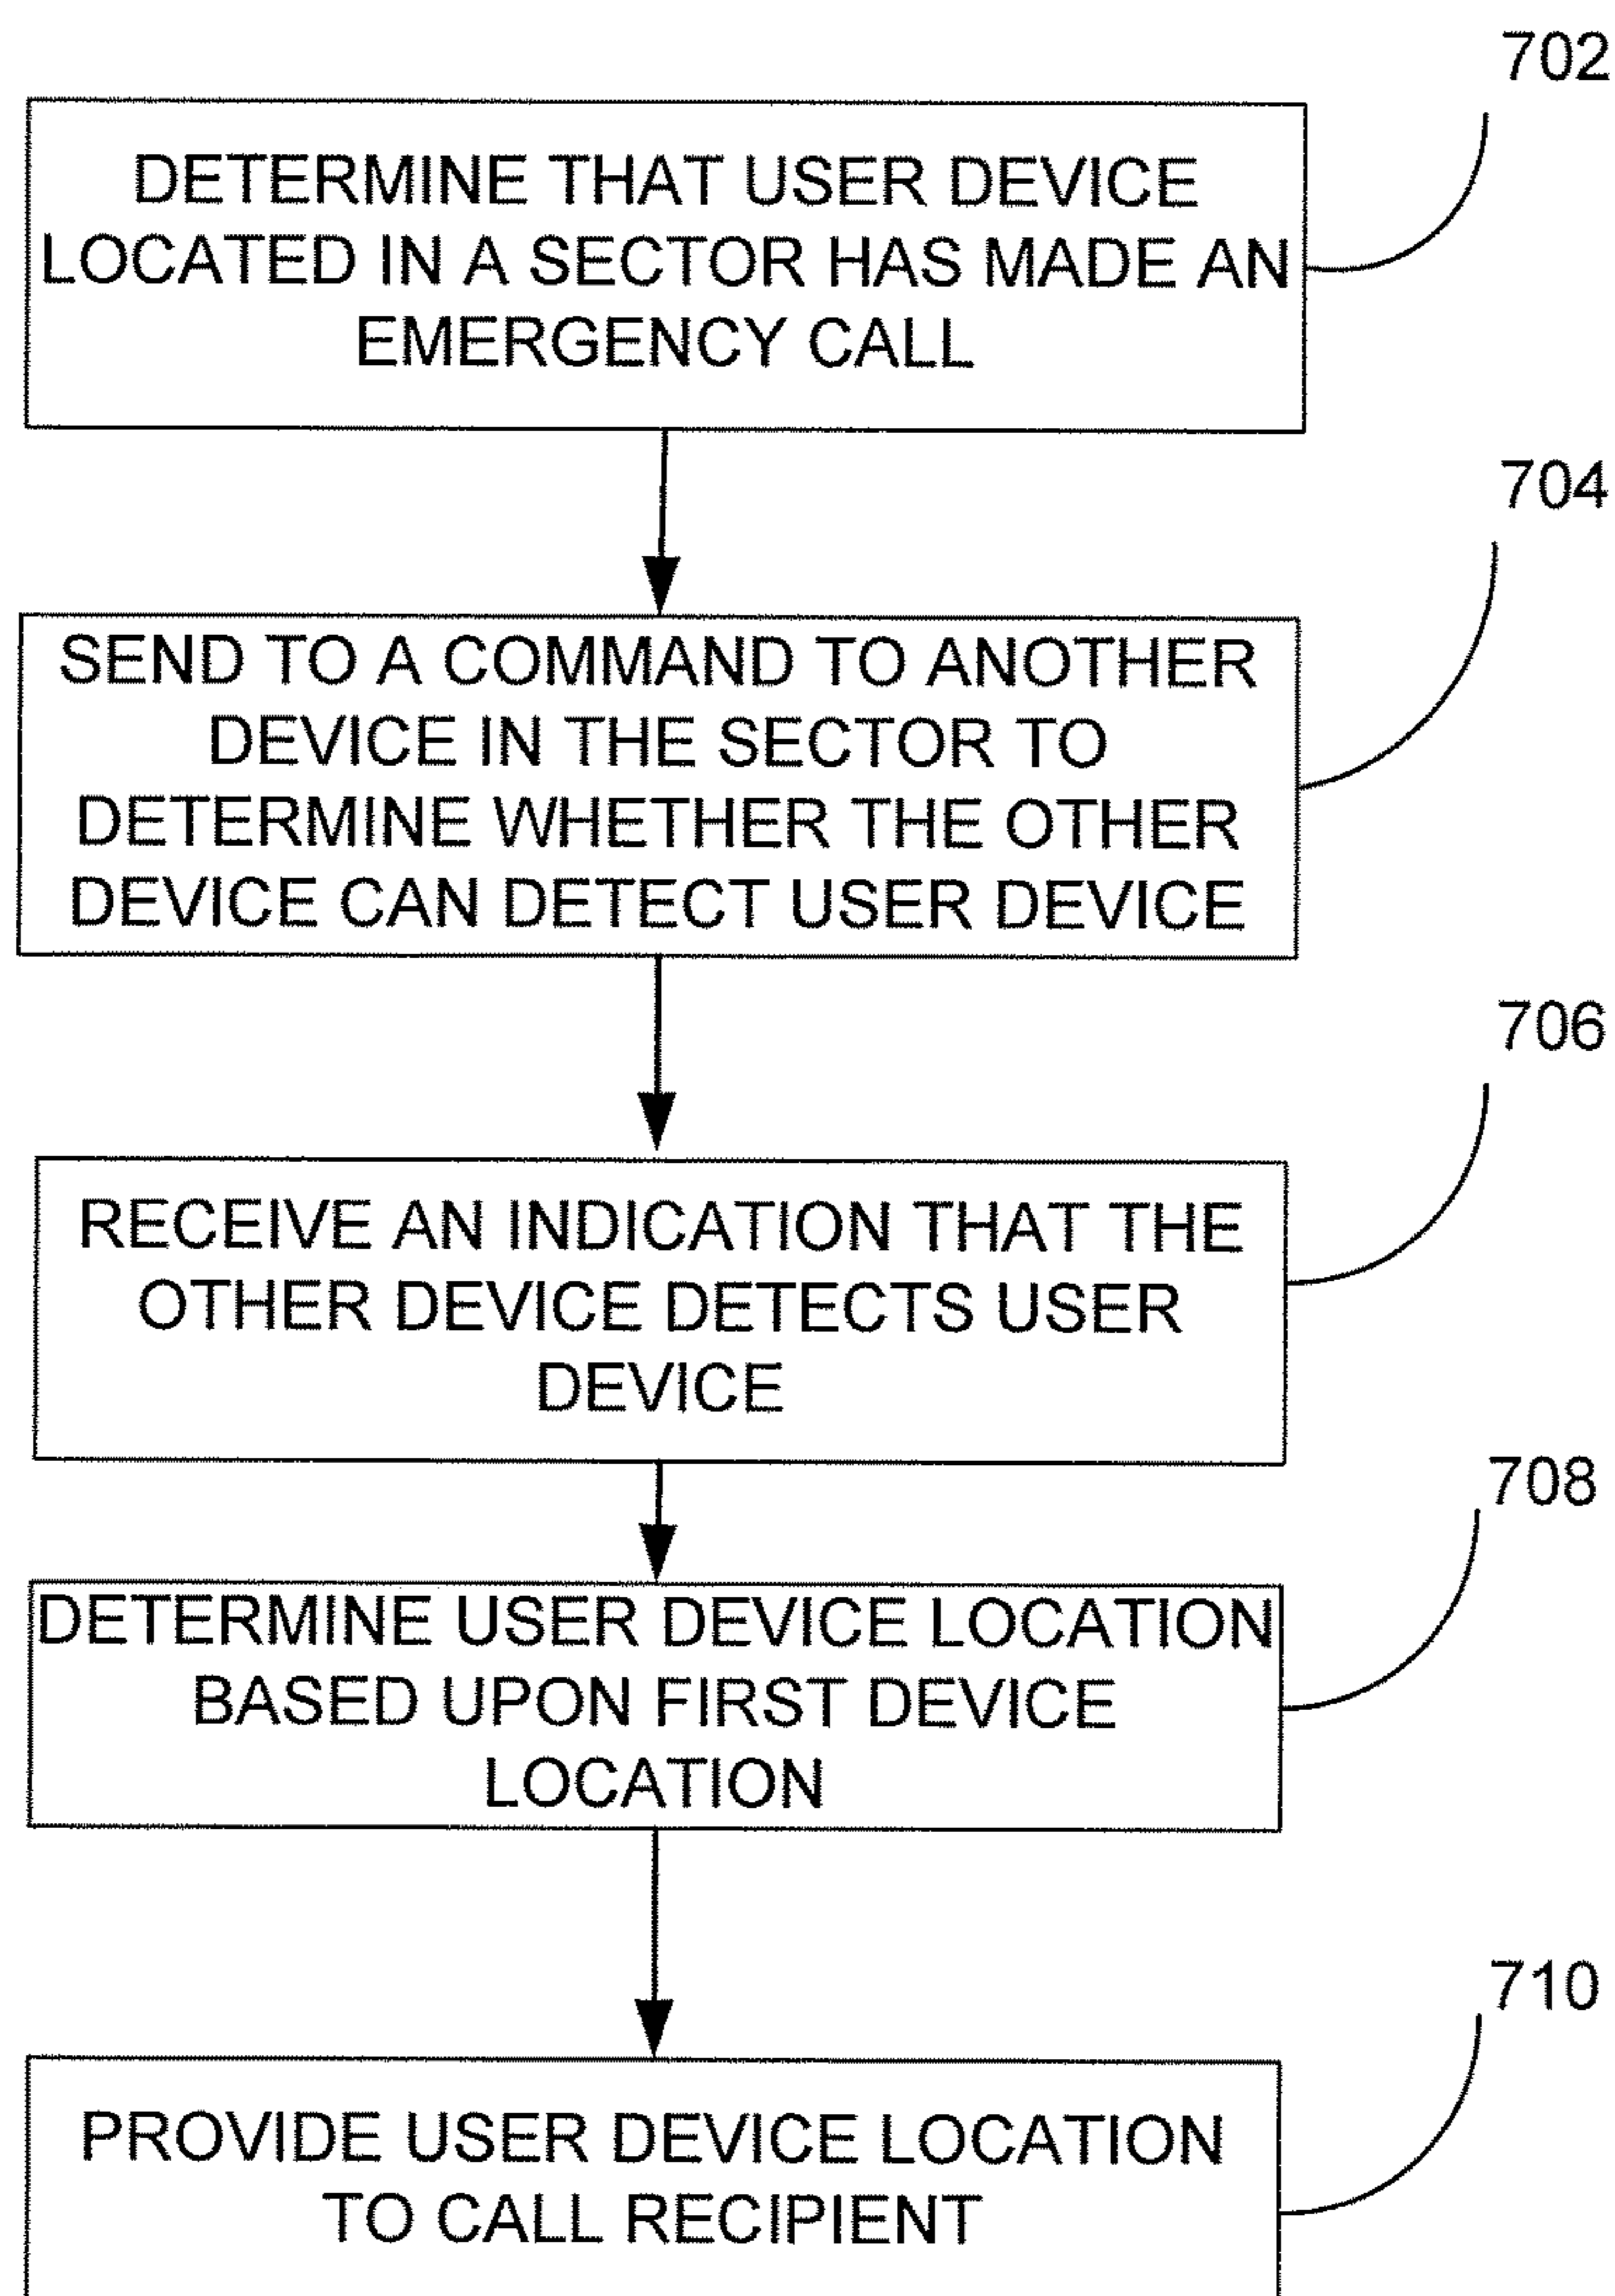 702
DETERMINE THAT USER DEVICE
LOCATED IN A SECTOR HAS MADE AN
EMERGENCY CALL
704
SEND TO A COMMAND TO ANOTHER
DEVICE IN THE SECTOR TO
DETERMINE WHETHER THE OTHER
DEVICE CAN DETECT USER DEVICE
706
RECEIVE AN INDICATION THAT THE
OTHER DEVICE DETECTS USER
DEVICE
708
DETERMINE USER DEVICE LOCATION
BASED UPON FIRST DEVICE
LOCATION
710
PROVIDE USER DEVICE LOCATION
TO CALL RECIPIENT